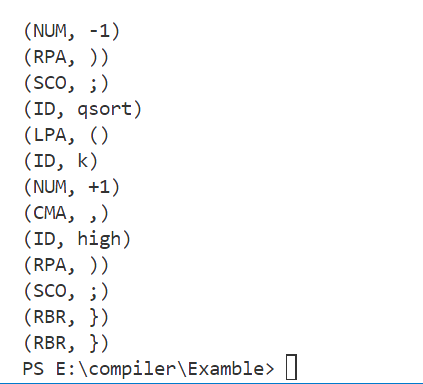 (NUM, -1)
(RPA, ))
(SCO, ;)
(ID, qsort)
(LPA, ()
(ID, k)
(NUM, +1)
(CMA, ,)
(ID, high)
(RPA, ))
(SCO, ;)
(RBR, })
(RBR, })
PS E:\compiler\Examble>